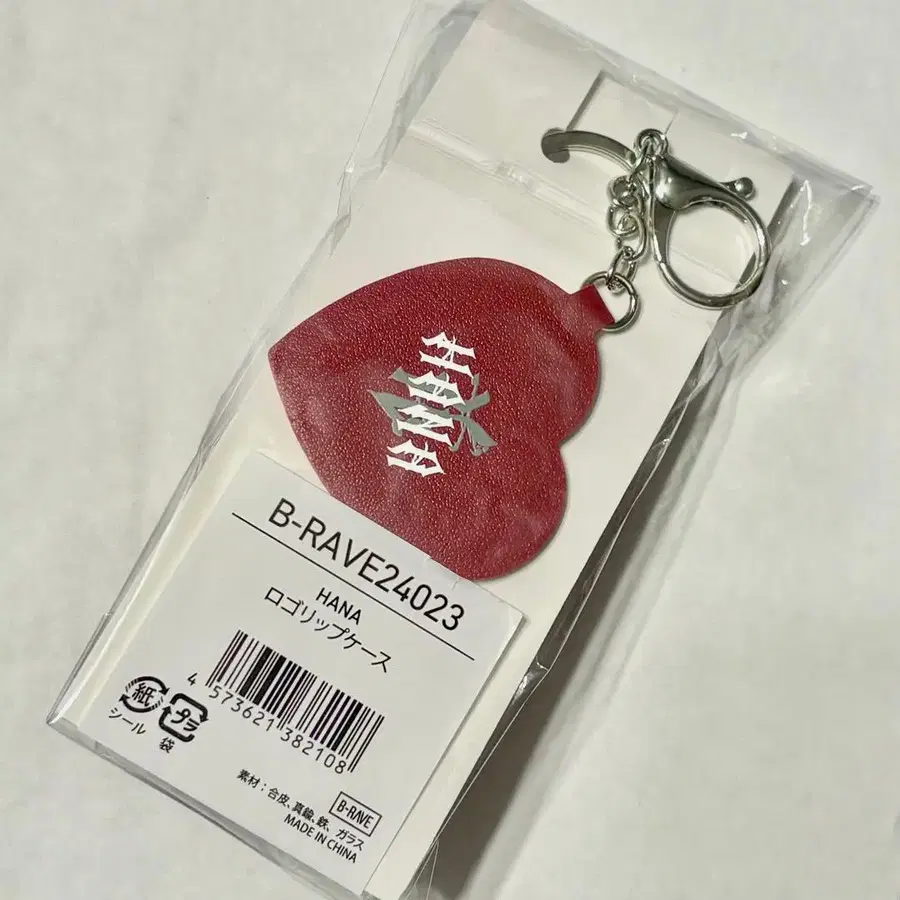 HANA
B-RAVE24023
HANA
ロゴリップケース
4 573621 382108
紙
プラ
シール
袋
素材：合皮、真鍮、鉄、ガラス
B-RAVE
MADE IN CHINA